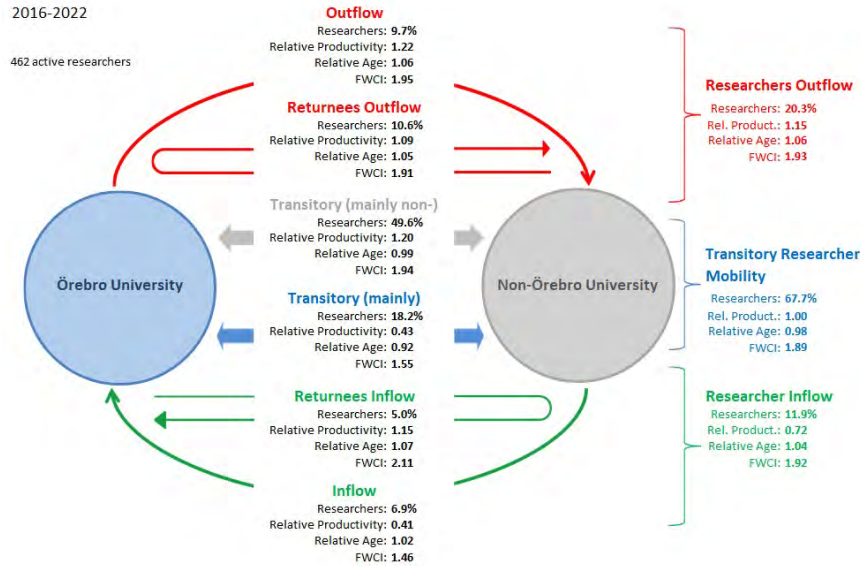 2016-2022
462 active researchers
Outflow
Researchers: 9.7%
Relative Productivity: 1.22
Relative Age: 1.06
FWCI: 1.95
Returnees Outflow
Researchers: 10.6%
Relative Productivity: 1.09
Relative Age: 1.05
FWCI: 1.91
Transitory (mainly non-)
Researchers: 49.6%
Relative Productivity: 1.20
Relative Age: 0.99
FWCI: 1.94
Örebro University
Non-Örebro University
Transitory (mainly)
Researchers: 18.2%
Relative Productivity: 0.43
Relative Age: 0.92
FWCI: 1.55
Returnees Inflow
Researchers: 5.0%
Relative Productivity: 1.15
Relative Age: 1.07
FWCI: 2.11
Inflow
Researchers: 6.9%
Relative Productivity: 0.41
Relative Age: 1.02
FWCI: 1.46
Researchers Outflow
Researchers: 20.3%
Rel. Product.: 1.15
Relative Age: 1.06
FWCI: 1.93
Transitory Researcher
Mobility
Researchers: 67.7%
Rel. Product.: 1.00
Relative Age: 0.98
FWCI: 1.89
Researcher Inflow
Researchers: 11.9%
Rel. Product.: 0.72
Relative Age: 1.04
FWCI: 1.92